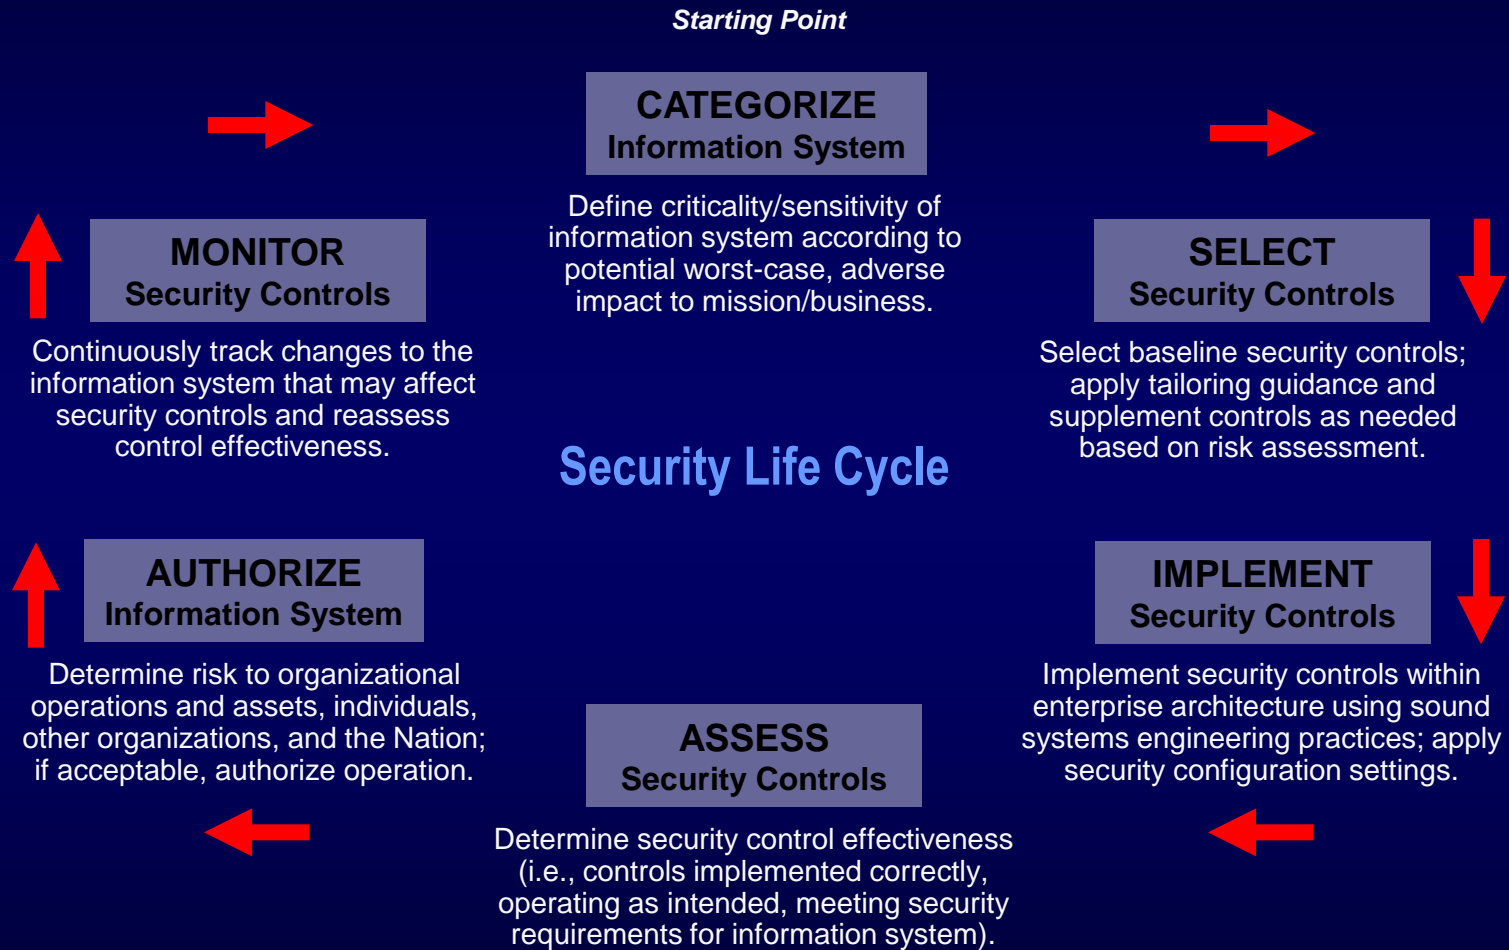 Starting Point
CATEGORIZE
Information System
Define criticality/sensitivity of
information system according to
potential worst-case, adverse
impact to mission/business.
SELECT
Security Controls
Select baseline security controls;
apply tailoring guidance and
supplement controls as needed
based on risk assessment.
IMPLEMENT
Security Controls
Implement security controls within
enterprise architecture using sound
systems engineering practices; apply
security configuration settings.
ASSESS
Security Controls
Determine security control effectiveness
(i.e., controls implemented correctly,
operating as intended, meeting security
requirements for information system).
AUTHORIZE
Information System
Determine risk to organizational
operations and assets, individuals,
other organizations, and the Nation;
if acceptable, authorize operation.
MONITOR
Security Controls
Continuously track changes to the
information system that may affect
security controls and reassess
control effectiveness.
Security Life Cycle